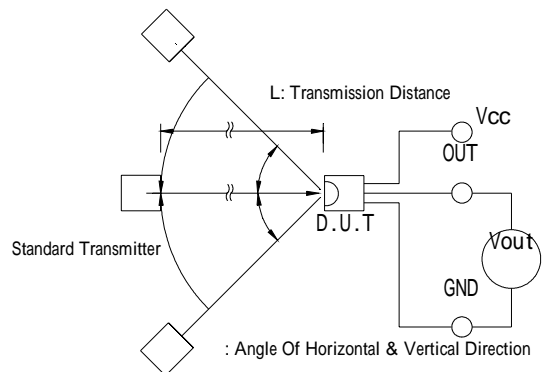 L: Transmission Distance
Vcc
OUT
D.U.T
Standard Transmitter
Vout
GND
: Angle Of Horizontal & Vertical Direction